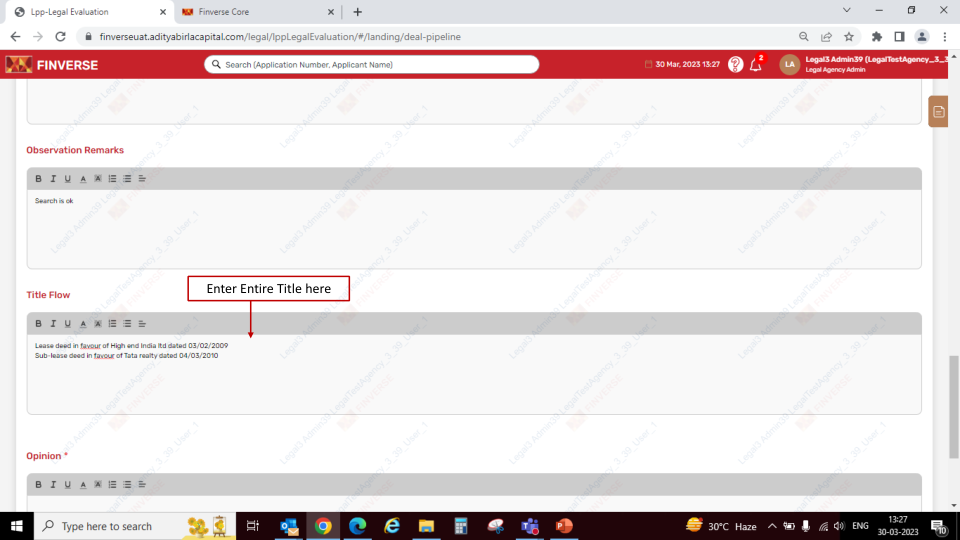 Lpp-Legal Evaluation
Finverse Core
finverseuat.adityabirlacapital.com/legal/lppLegalEvaluation/#/landing/deal-pipeline
FINVERSE
Search (Application Number, Applicant Name)
30 Mar, 2023 13:27
2
LA
Legal3 Admin39 (LegalTestAgency_3_3
Legal Agency Admin
Observation Remarks
B I U A
Search is ok
Enter Entire Title here
Title Flow
B I U A
Lease deed in favour of High end India ltd dated 03/02/2009
Sub-lease deed in favour of Tata realty dated 04/03/2010
Opinion *
B I U A
Type here to search
30°C Haze
ENG
13:27
30-03-2023
10